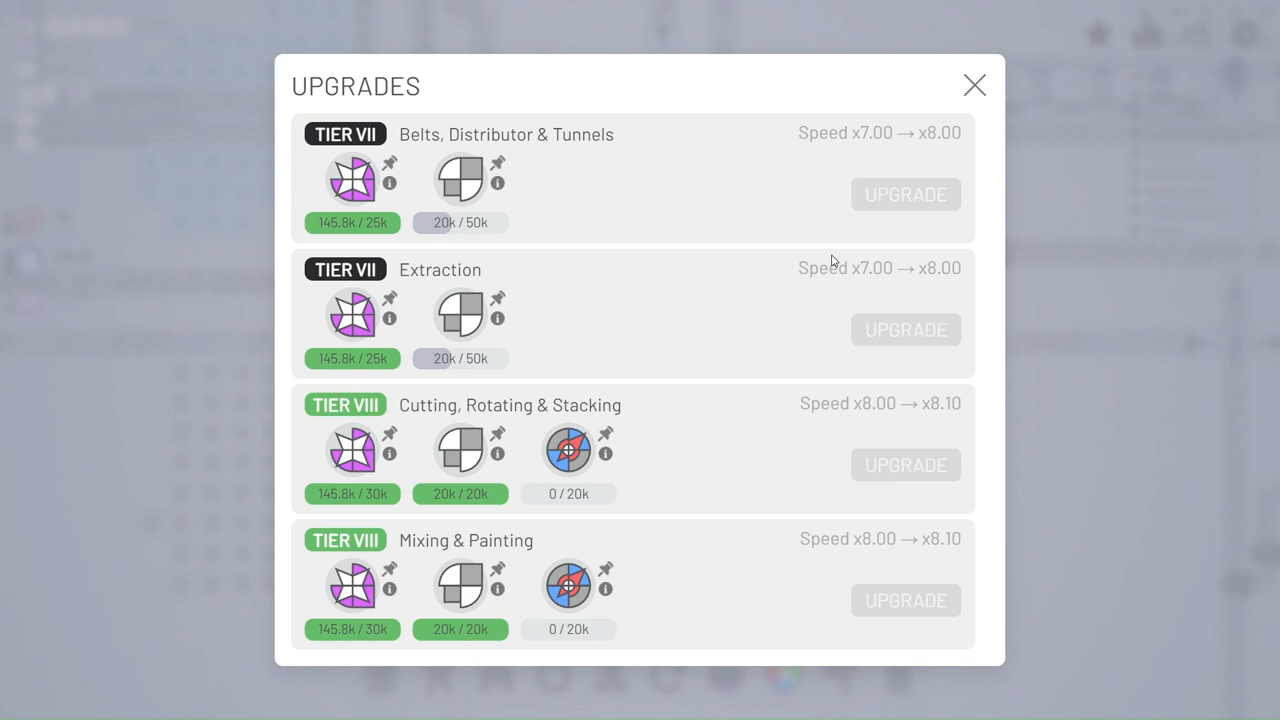 UPGRADES
TIER VII Belts, Distributor & Tunnels Speed x7.00 → x8.00
UPGRADE
145.8k / 25k 20k / 50k
TIER VII Extraction Speed x7.00 → x8.00
UPGRADE
145.8k / 25k 20k / 50k
TIER VIII Cutting, Rotating & Stacking Speed x8.00 → x8.10
UPGRADE
145.8k / 30k 20k / 20k 0 / 20k
TIER VIII Mixing & Painting Speed x8.00 → x8.10
UPGRADE
145.8k / 30k 20k / 20k 0 / 20k